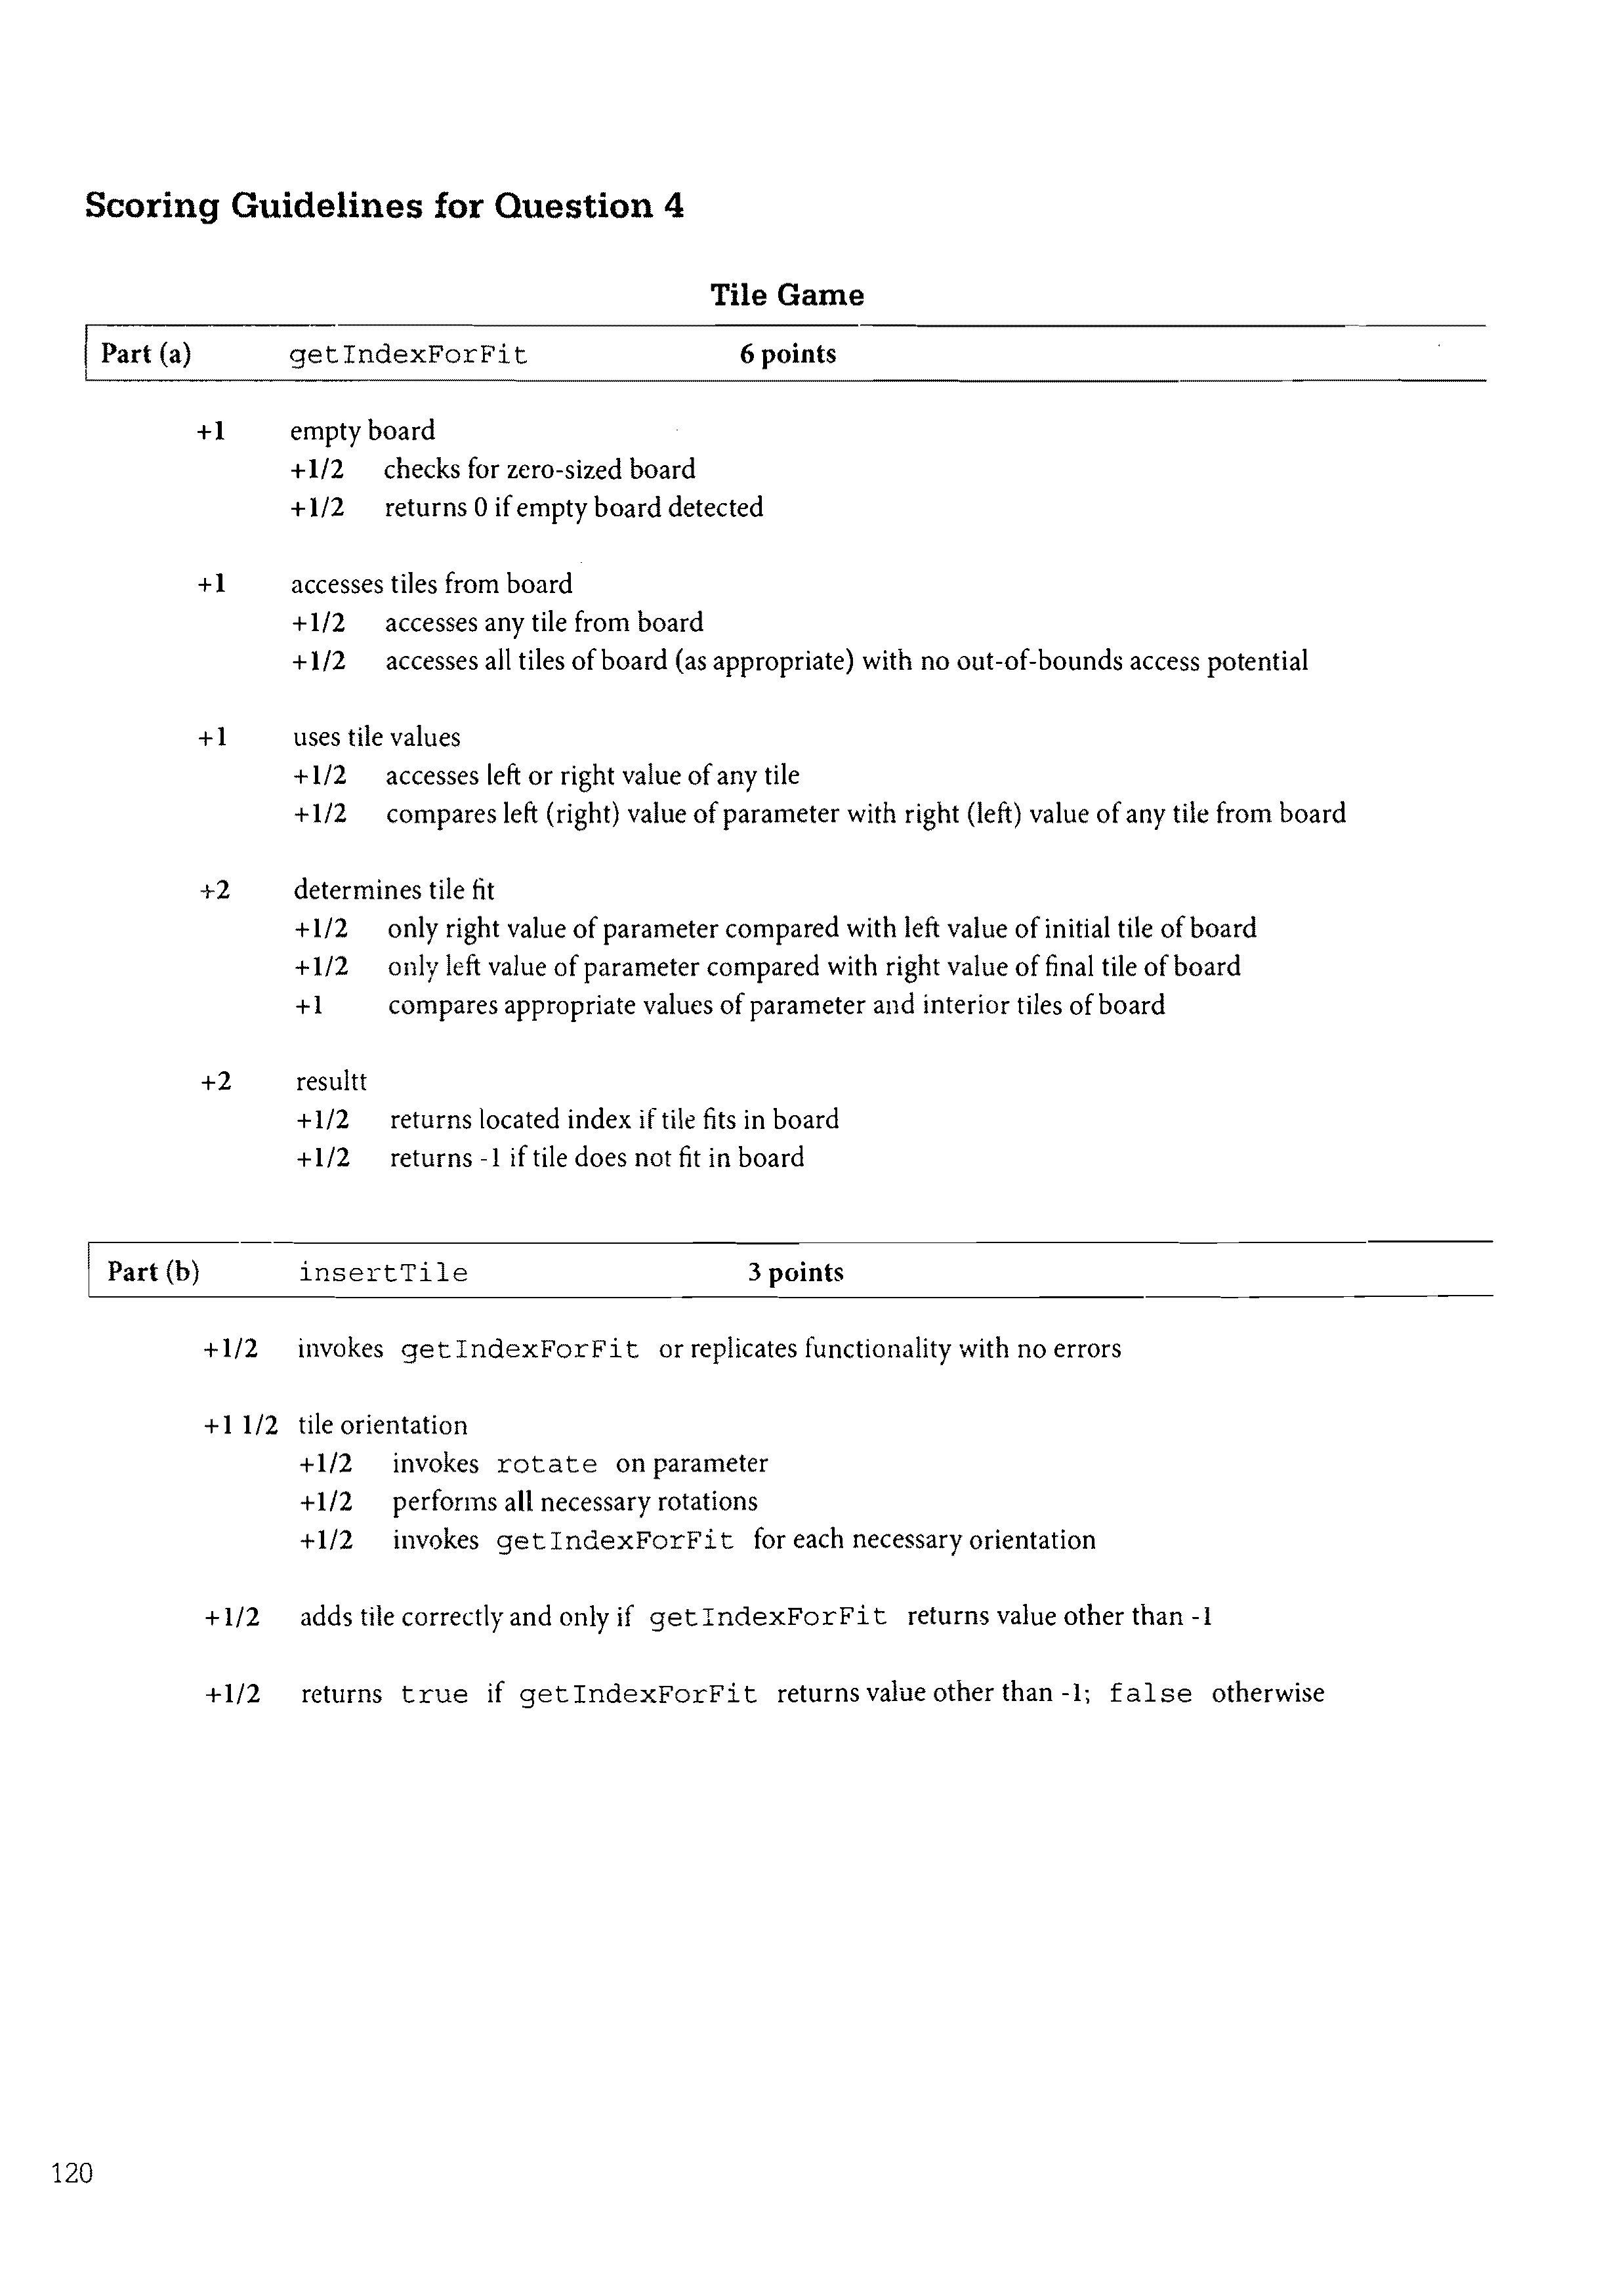 Scoring Guidelines for Question 4
Tile Game
Part (a) getIndexForFit 6 points
+1 empty board
+1/2 checks for zero-sized board
+1/2 returns 0 if empty board detected
+1 accesses tiles from board
+1/2 accesses any tile from board
+1/2 accesses all tiles of board (as appropriate) with no out-of-bounds access potential
+1 uses tile values
+1/2 accesses left or right value of any tile
+1/2 compares left (right) value of parameter with right (left) value of any tile from board
+2 determines tile fit
+1/2 only right value of parameter compared with left value of initial tile of board
+1/2 only left value of parameter compared with right value of final tile of board
+1 compares appropriate values of parameter and interior tiles of board
+2 resultt
+1/2 returns located index if tile fits in board
+1/2 returns -1 if tile does not fit in board
Part (b) insertTile 3 points
+1/2 invokes getIndexForFit or replicates functionality with no errors
+1 1/2 tile orientation
+1/2 invokes rotate on parameter
+1/2 performs all necessary rotations
+1/2 invokes getIndexForFit for each necessary orientation
+1/2 adds tile correctly and only if getIndexForFit returns value other than -1
+1/2 returns true if getIndexForFit returns value other than -1; false otherwise
120